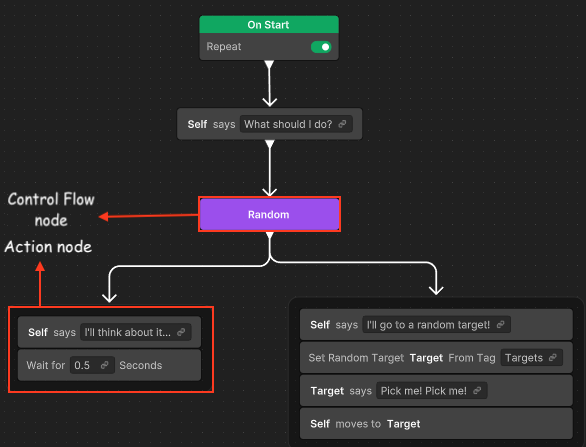 On Start
Repeat
Self says What should I do?
Control Flow
node
Random
Action node
Self says I'll think about it...
Wait for 0.5 Seconds
Self says I'll go to a random target!
Set Random Target Target From Tag Targets
Target says Pick me! Pick me!
Self moves to Target